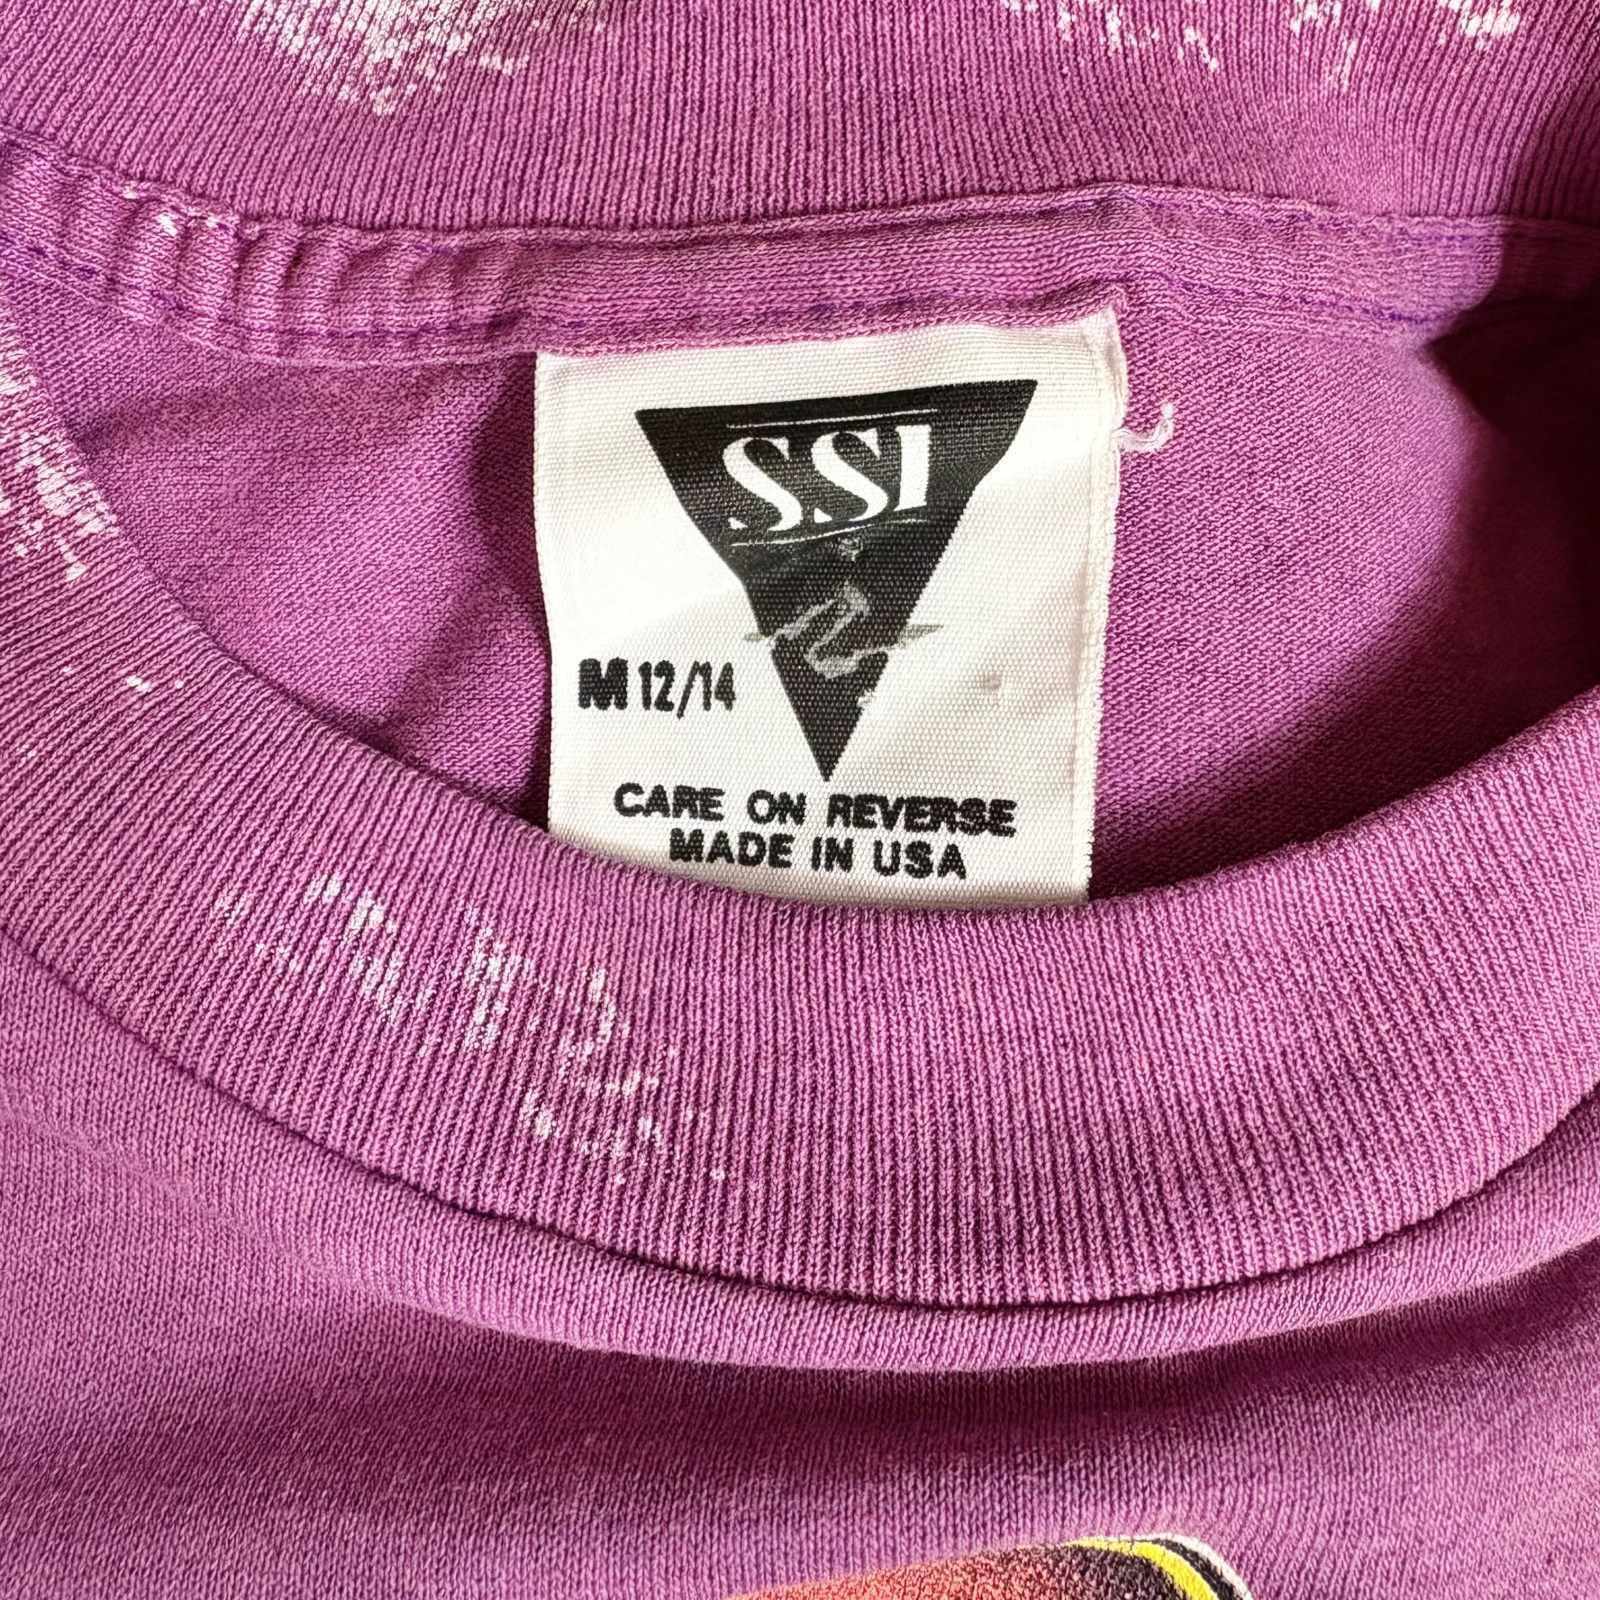 SSI
M 12/14
CARE ON REVERSE
MADE IN USA